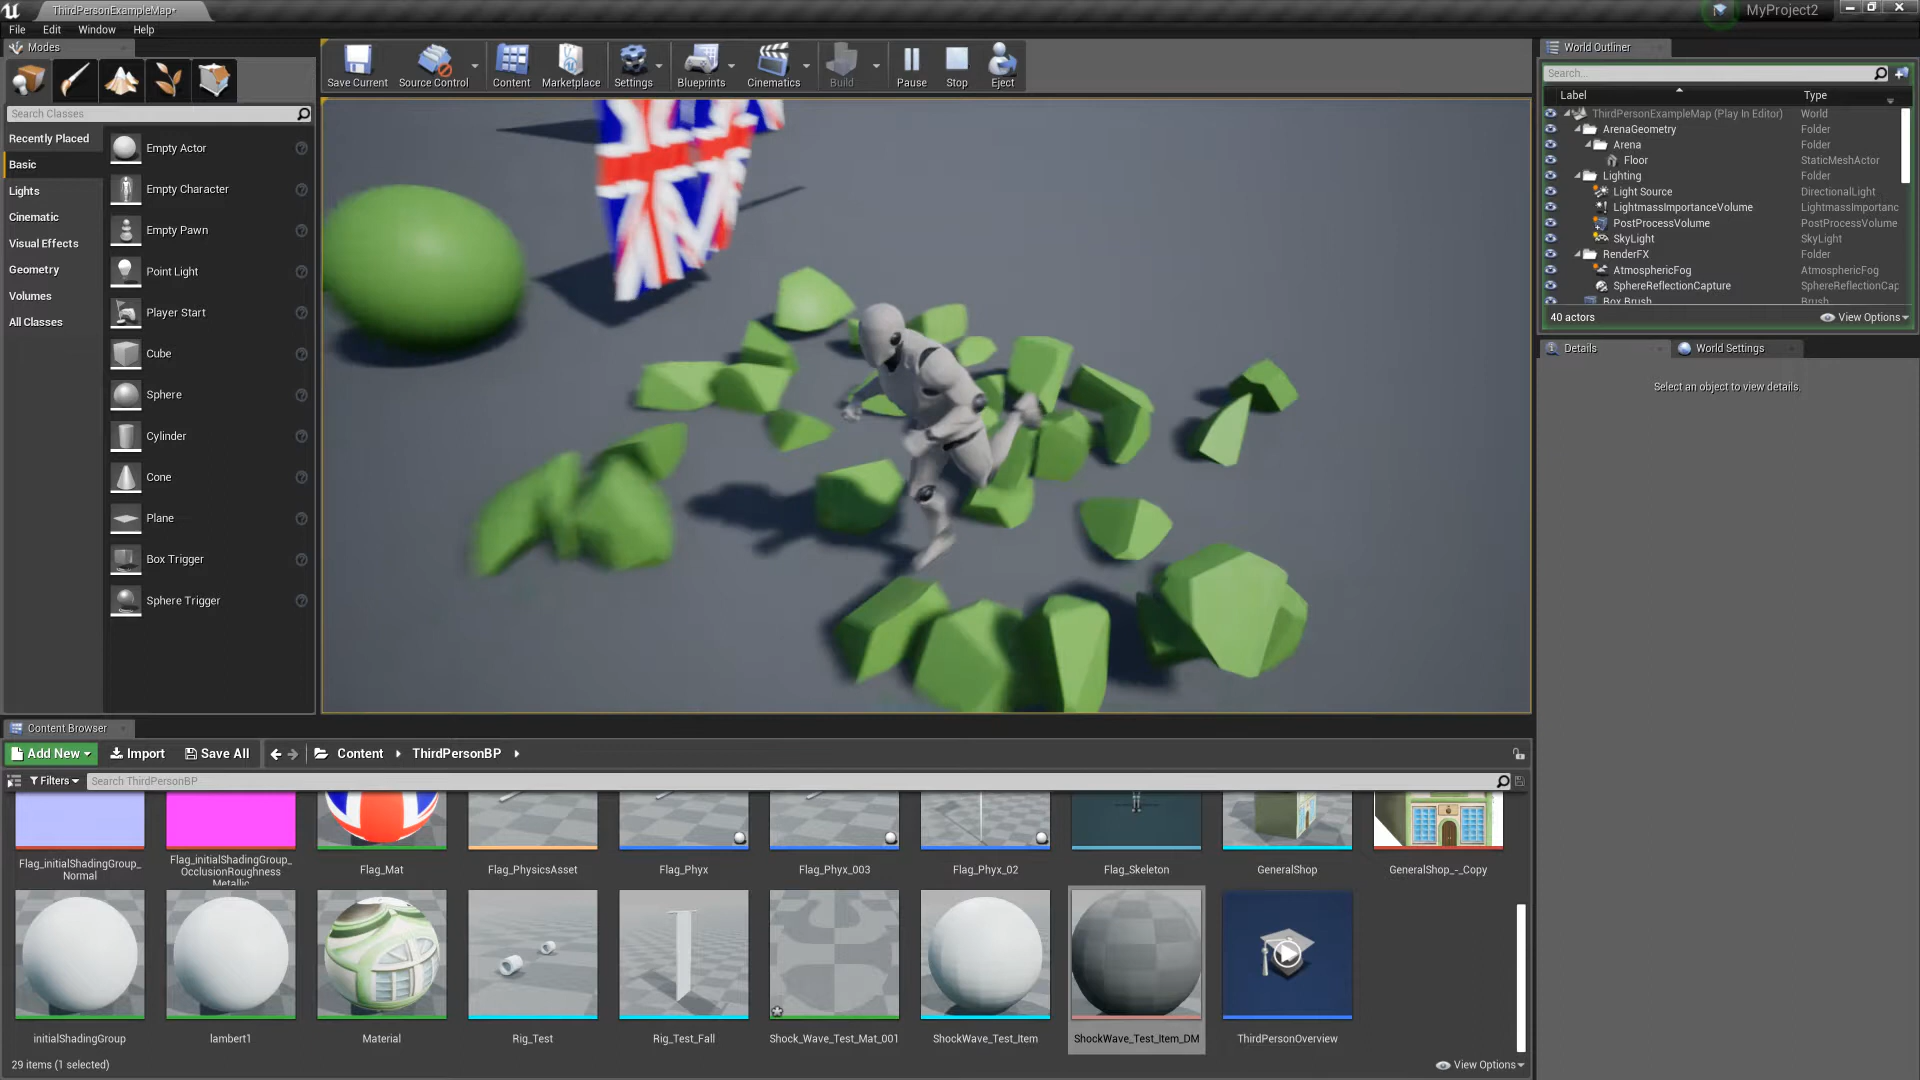 ThirdPersonExampleMap*
MyProject2
File Edit Window Help
Modes
Search Classes
Recently Placed
Basic
Lights
Cinematic
Visual Effects
Geometry
Volumes
All Classes
Empty Actor
Empty Character
Empty Pawn
Point Light
Player Start
Cube
Sphere
Cylinder
Cone
Plane
Box Trigger
Sphere Trigger
Save Current Source Control Content Marketplace Settings Blueprints Cinematics Build Pause Stop Eject
World Outliner
Search...
Label Type
ThirdPersonExampleMap (Play In Editor) World
ArenaGeometry Folder
Arena Folder
Floor StaticMeshActor
Lighting Folder
Light Source DirectionalLight
LightmassImportanceVolume LightmassImportanc
PostProcessVolume PostProcessVolume
SkyLight SkyLight
RenderFX Folder
AtmosphericFog AtmosphericFog
SphereReflectionCapture SphereReflectionCap
Box Brush Brush
40 actors View Options
Details World Settings
Select an object to view details.
Content Browser
Add New Import Save All Content ThirdPersonBP
Filters Search ThirdPersonBP
Flag_initialShadingGroup_
Normal
Flag_initialShadingGroup_
OcclusionRoughness
Metallic
Flag_Mat
Flag_PhysicsAsset
Flag_Phyx
Flag_Phyx_003
Flag_Phyx_02
Flag_Skeleton
GeneralShop
GeneralShop_-_Copy
initialShadingGroup
lambert1
Material
Rig_Test
Rig_Test_Fall
Shock_Wave_Test_Mat_001
ShockWave_Test_Item
ShockWave_Test_Item_DM
ThirdPersonOverview
29 items (1 selected) View Options